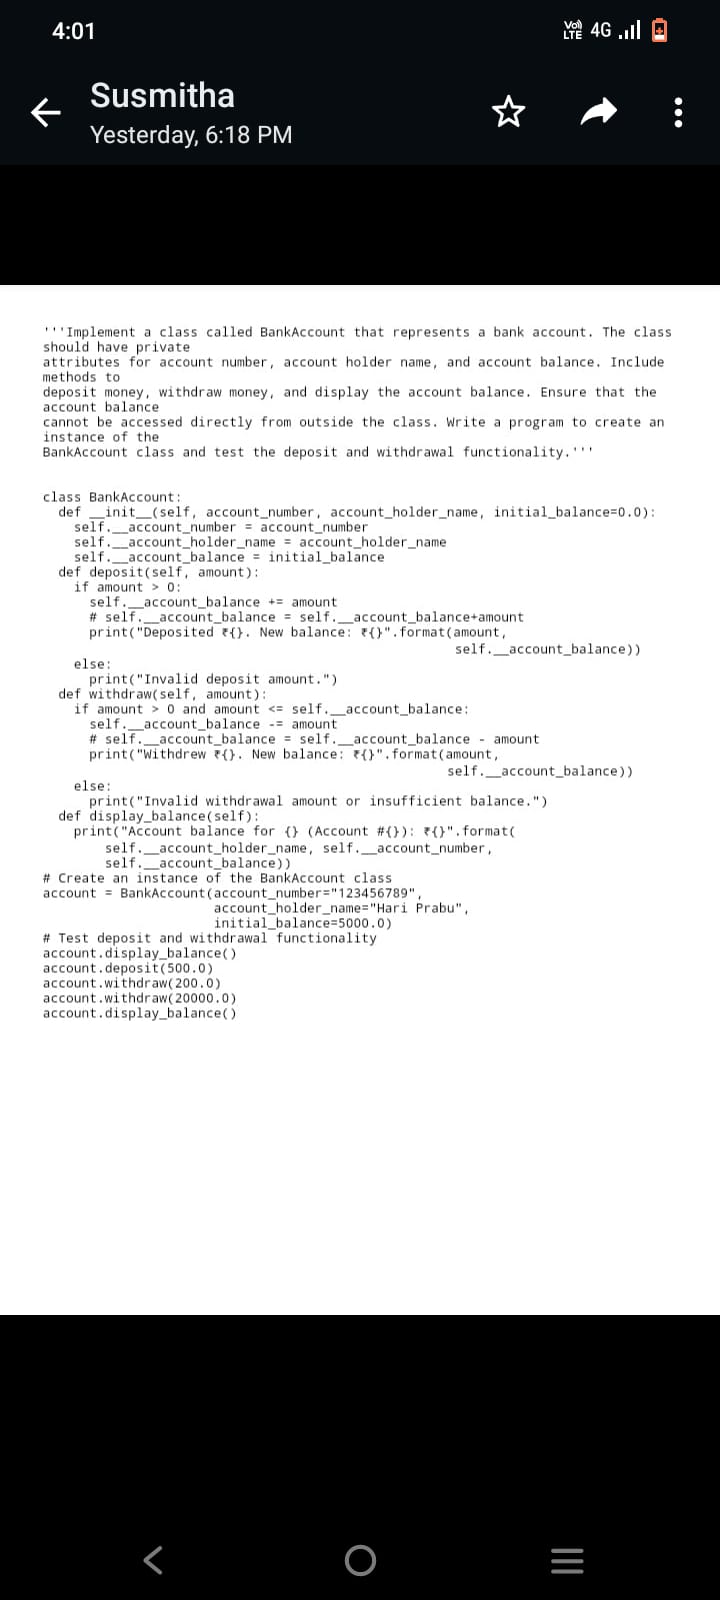 4:01
Vo) LTE 4G
Susmitha
Yesterday, 6:18 PM
'''Implement a class called BankAccount that represents a bank account. The class
should have private
attributes for account number, account holder name, and account balance. Include
methods to
deposit money, withdraw money, and display the account balance. Ensure that the
account balance
cannot be accessed directly from outside the class. Write a program to create an
instance of the
BankAccount class and test the deposit and withdrawal functionality.'''
class BankAccount:
  def __init__(self, account_number, account_holder_name, initial_balance=0.0):
    self.__account_number = account_number
    self.__account_holder_name = account_holder_name
    self.__account_balance = initial_balance
  def deposit(self, amount):
    if amount > 0:
      self.__account_balance += amount
      # self.__account_balance = self.__account_balance+amount
      print("Deposited ₹{}. New balance: ₹{}".format(amount,
                                                     self.__account_balance))
    else:
      print("Invalid deposit amount.")
  def withdraw(self, amount):
    if amount > 0 and amount <= self.__account_balance:
      self.__account_balance -= amount
      # self.__account_balance = self.__account_balance - amount
      print("Withdrew ₹{}. New balance: ₹{}".format(amount,
                                                    self.__account_balance))
    else:
      print("Invalid withdrawal amount or insufficient balance.")
  def display_balance(self):
    print("Account balance for {} (Account #{}): ₹{}".format(
        self.__account_holder_name, self.__account_number,
        self.__account_balance))
# Create an instance of the BankAccount class
account = BankAccount(account_number="123456789",
                      account_holder_name="Hari Prabu",
                      initial_balance=5000.0)
# Test deposit and withdrawal functionality
account.display_balance()
account.deposit(500.0)
account.withdraw(200.0)
account.withdraw(20000.0)
account.display_balance()